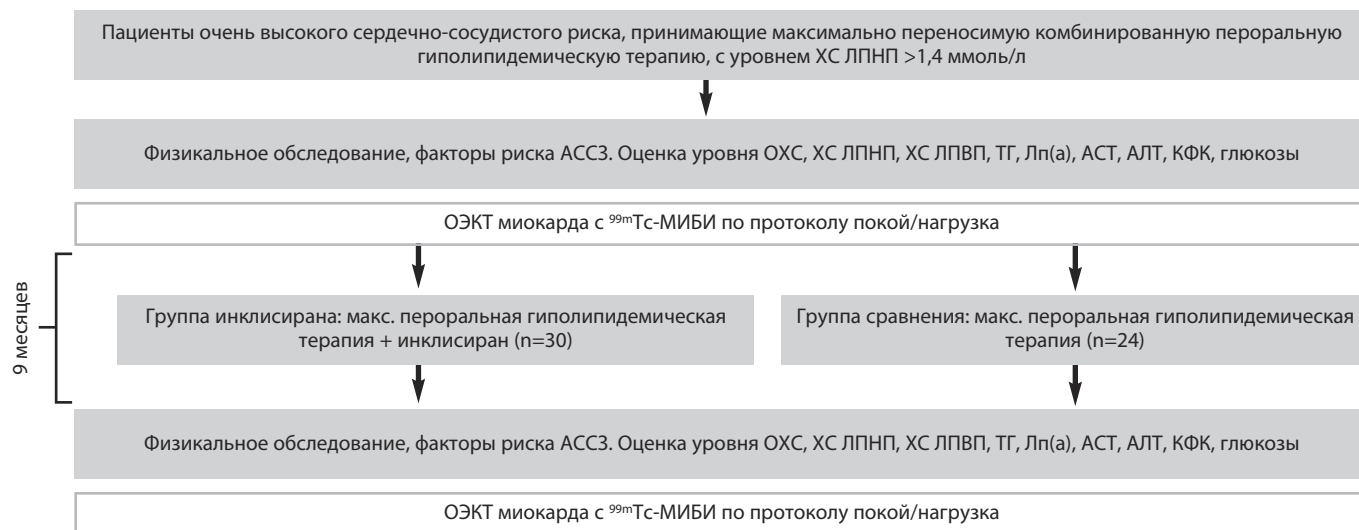 Пациенты очень высокого сердечно-сосудистого риска, принимающие максимально переносимую комбинированную пероральную
гиполипидемическую терапию, с уровнем ХС ЛПНП >1,4 ммоль/л
Физикальное обследование, факторы риска АССЗ. Оценка уровня ОХС, ХС ЛПНП, ХС ЛПВП, ТГ, Лп(а), АСТ, АЛТ, КФК, глюкозы
ОЭКТ миокарда с ⁹⁹ᵐТс-МИБИ по протоколу покой/нагрузка
9 месяцев
Группа инклисирана: макс. пероральная гиполипидемическая
терапия + инклисиран (n=30)
Группа сравнения: макс. пероральная гиполипидемическая
терапия (n=24)
Физикальное обследование, факторы риска АССЗ. Оценка уровня ОХС, ХС ЛПНП, ХС ЛПВП, ТГ, Лп(а), АСТ, АЛТ, КФК, глюкозы
ОЭКТ миокарда с ⁹⁹ᵐТс-МИБИ по протоколу покой/нагрузка